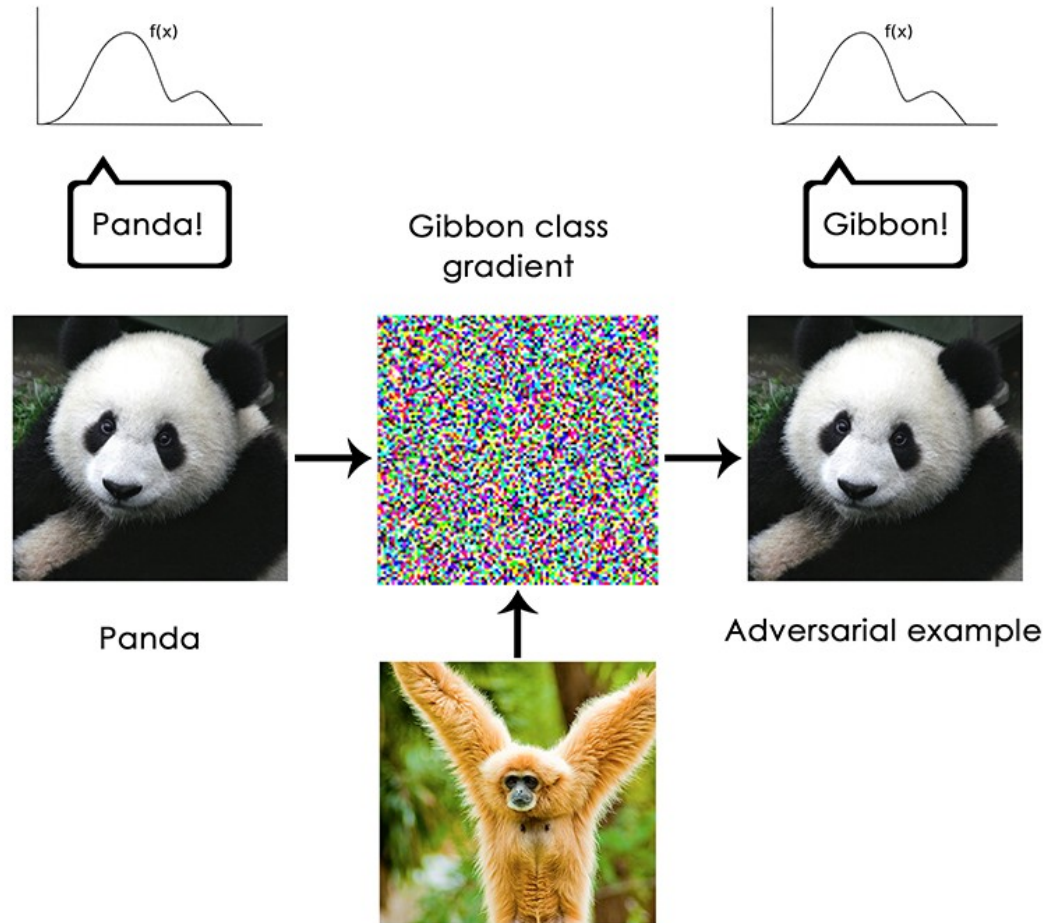 f(x)
f(x)
Panda!
Gibbon class
gradient
Gibbon!
Panda
Adversarial example